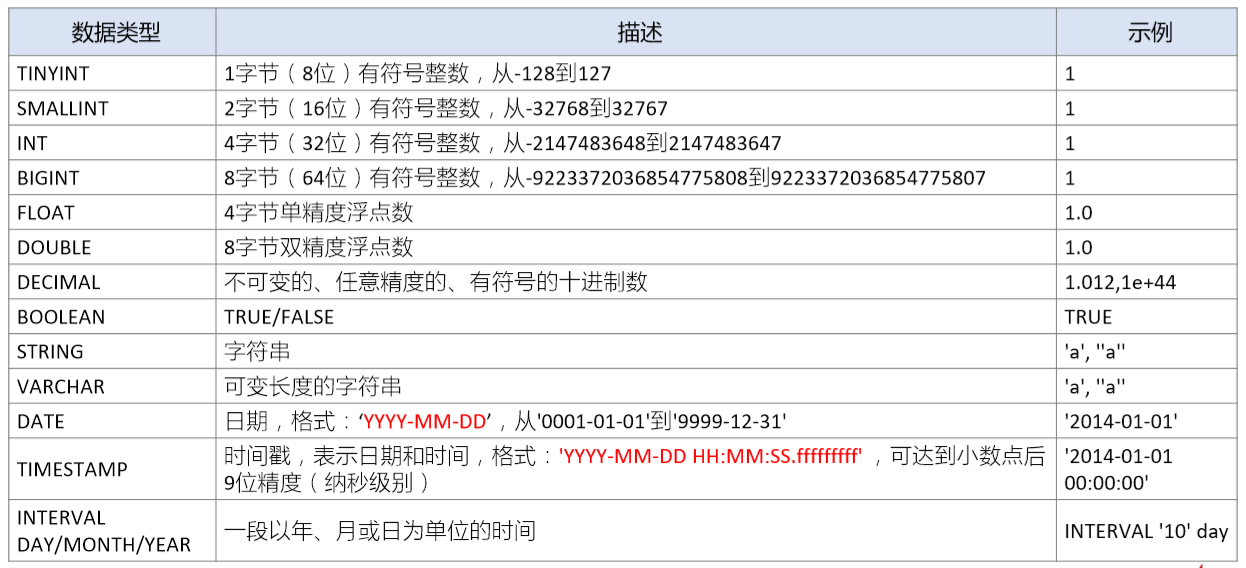 数据类型 描述 示例
TINYINT 1字节（8位）有符号整数，从-128到127 1
SMALLINT 2字节（16位）有符号整数，从-32768到32767 1
INT 4字节（32位）有符号整数，从-2147483648到2147483647 1
BIGINT 8字节（64位）有符号整数，从-9223372036854775808到9223372036854775807 1
FLOAT 4字节单精度浮点数 1.0
DOUBLE 8字节双精度浮点数 1.0
DECIMAL 不可变的、任意精度的、有符号的十进制数 1.012,1e+44
BOOLEAN TRUE/FALSE TRUE
STRING 字符串 'a', "a"
VARCHAR 可变长度的字符串 'a', "a"
DATE 日期，格式：‘YYYY-MM-DD’，从'0001-01-01'到'9999-12-31' '2014-01-01'
TIMESTAMP 时间戳，表示日期和时间，格式：'YYYY-MM-DD HH:MM:SS.fffffffff' ，可达到小数点后
9位精度（纳秒级别）
'2014-01-01
00:00:00'
INTERVAL
DAY/MONTH/YEAR
一段以年、月或日为单位的时间
INTERVAL '10' day